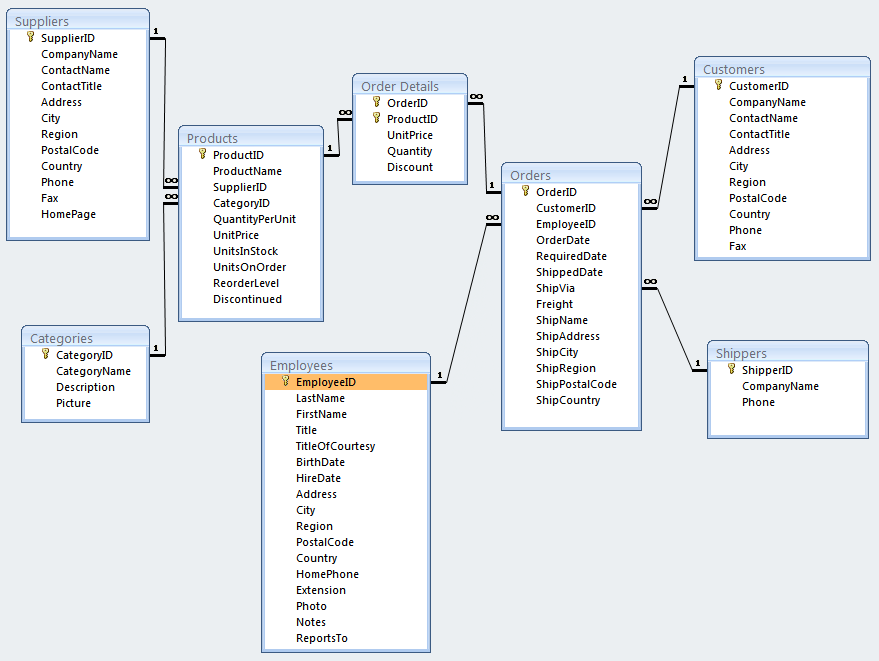 Suppliers
SupplierID
CompanyName
ContactName
ContactTitle
Address
City
Region
PostalCode
Country
Phone
Fax
HomePage
1
∞
∞
Categories
CategoryID
CategoryName
Description
Picture
1
Products
ProductID
ProductName
SupplierID
CategoryID
QuantityPerUnit
UnitPrice
UnitsInStock
UnitsOnOrder
ReorderLevel
Discontinued
1
∞
Order Details
OrderID
ProductID
UnitPrice
Quantity
Discount
∞
1
Employees
EmployeeID
LastName
FirstName
Title
TitleOfCourtesy
BirthDate
HireDate
Address
City
Region
PostalCode
Country
HomePhone
Extension
Photo
Notes
ReportsTo
1
∞
Orders
OrderID
CustomerID
EmployeeID
OrderDate
RequiredDate
ShippedDate
ShipVia
Freight
ShipName
ShipAddress
ShipCity
ShipRegion
ShipPostalCode
ShipCountry
∞
∞
1
Customers
CustomerID
CompanyName
ContactName
ContactTitle
Address
City
Region
PostalCode
Country
Phone
Fax
1
Shippers
ShipperID
CompanyName
Phone